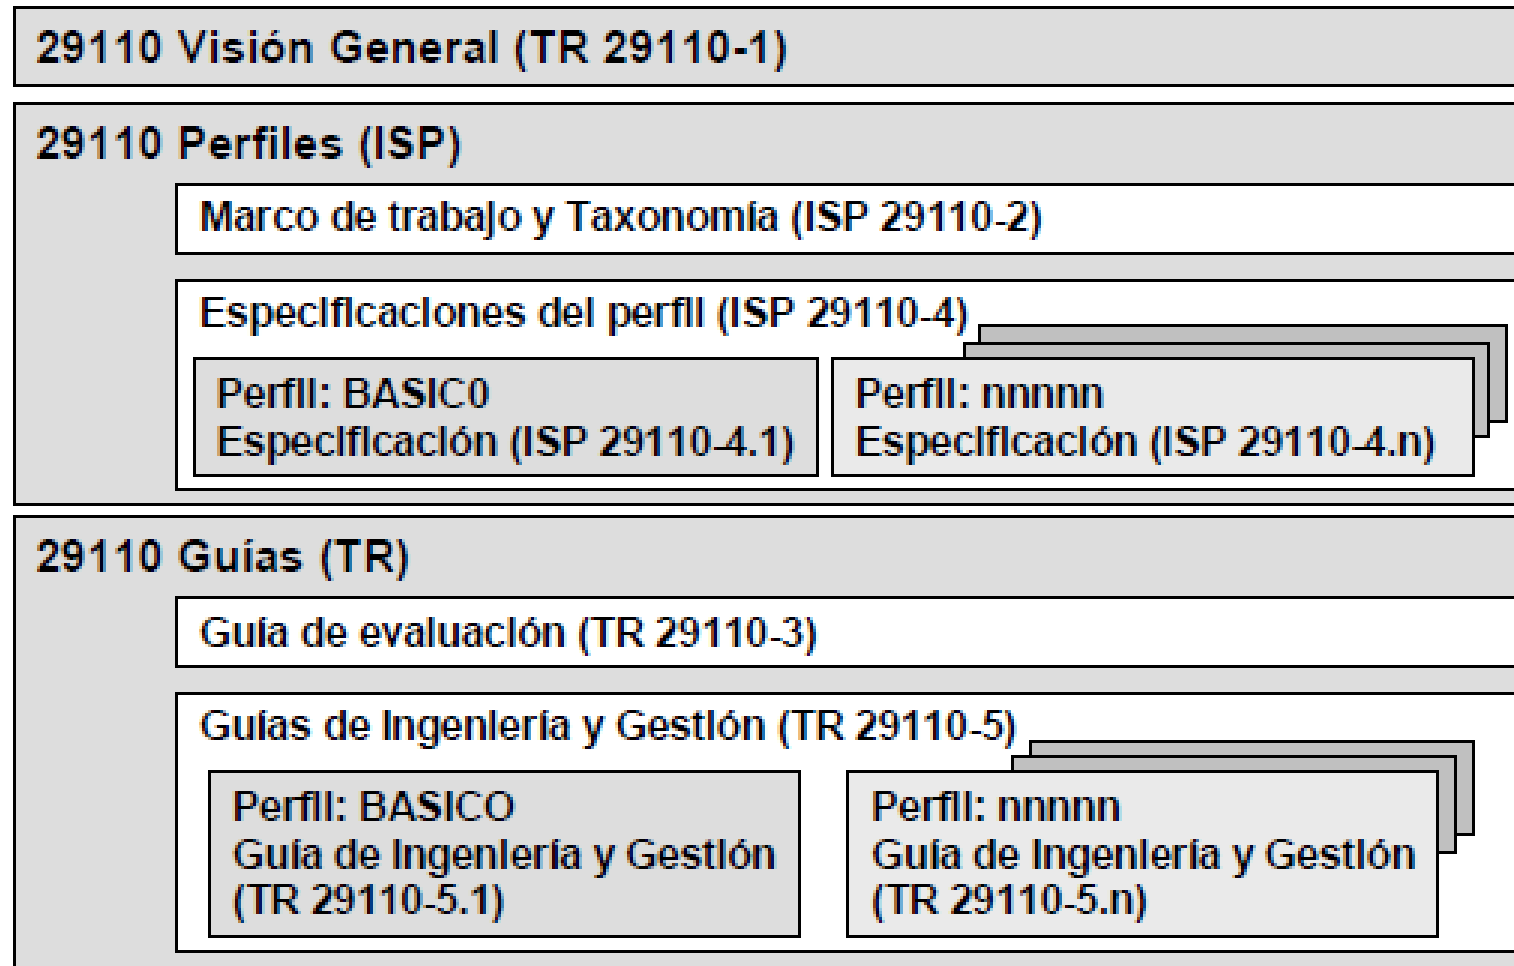 29110 Visión General (TR 29110-1)
29110 Perfiles (ISP)
Marco de trabajo y Taxonomía (ISP 29110-2)
Especificaciones del perfil (ISP 29110-4)
Perfil: BASIC0
Especificación (ISP 29110-4.1)
Perfil: nnnnn
Especificación (ISP 29110-4.n)
29110 Guías (TR)
Guía de evaluación (TR 29110-3)
Guías de Ingeniería y Gestión (TR 29110-5)
Perfil: BASICO
Guía de Ingeniería y Gestión
(TR 29110-5.1)
Perfil: nnnnn
Guía de Ingeniería y Gestión
(TR 29110-5.n)